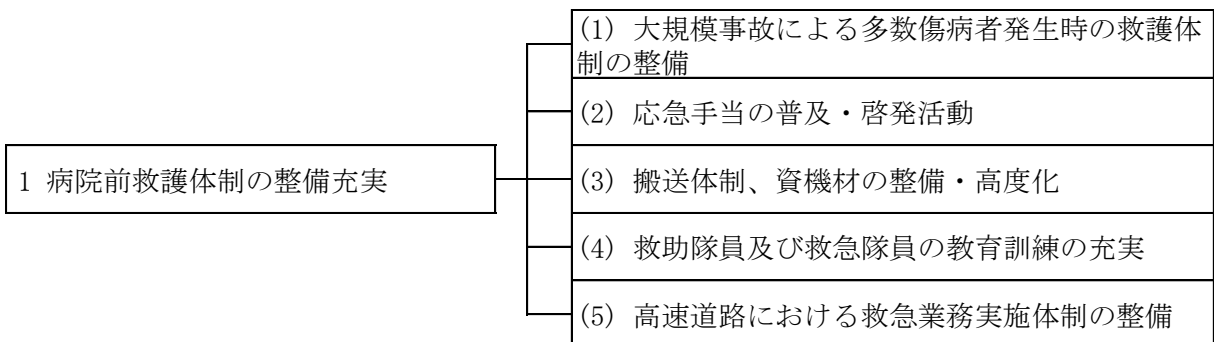 (1) 大規模事故による多数傷病者発生時の救護体
制の整備
(2) 応急手当の普及・啓発活動
1 病院前救護体制の整備充実
(3) 搬送体制、資機材の整備・高度化
(4) 救助隊員及び救急隊員の教育訓練の充実
(5) 高速道路における救急業務実施体制の整備